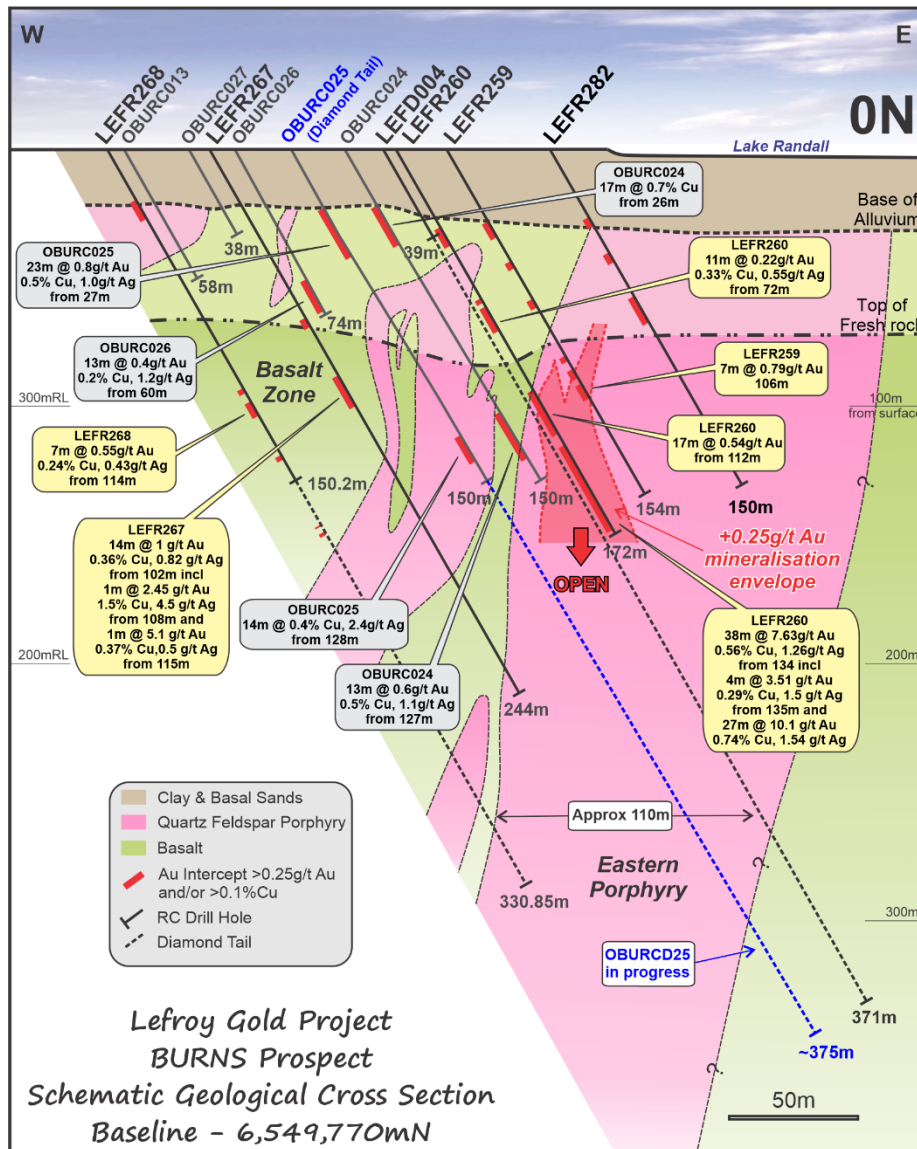 W
E
LEFR268
OBURC013
OBURC027
LEFR267
OBURC026
OBURC025
(Diamond Tail)
OBURC024
LEFD004
LEFR260
LEFR259
LEFR282
0N
Lake Randall
Base of
Alluvium
OBURC024
17m @ 0.7% Cu
from 26m
OBURC025
23m @ 0.8g/t Au
0.5% Cu, 1.0g/t Ag
from 27m
38m
39m
58m
LEFR260
11m @ 0.22g/t Au
0.33% Cu, 0.55g/t Ag
from 72m
74m
Top of
Fresh rock
OBURC026
13m @ 0.4g/t Au
0.2% Cu, 1.2g/t Ag
from 60m
Basalt
Zone
LEFR259
7m @ 0.79g/t Au
106m
300mRL
100m
from surface
LEFR268
7m @ 0.55g/t Au
0.24% Cu, 0.43g/t Ag
from 114m
LEFR260
17m @ 0.54g/t Au
from 112m
150.2m
150m
150m
154m
150m
?
LEFR267
14m @ 1 g/t Au
0.36% Cu, 0.82 g/t Ag
from 102m incl
1m @ 2.45 g/t Au
1.5% Cu, 4.5 g/t Ag
from 108m and
1m @ 5.1 g/t Au
0.37% Cu,0.5 g/t Ag
from 115m
172m
+0.25g/t Au
mineralisation
envelope
OPEN
OBURC025
14m @ 0.4% Cu, 2.4g/t Ag
from 128m
LEFR260
38m @ 7.63g/t Au
0.56% Cu, 1.26g/t Ag
from 134 incl
4m @ 3.51 g/t Au
0.29% Cu, 1.5 g/t Ag
from 135m and
27m @ 10.1 g/t Au
0.74% Cu, 1.54 g/t Ag
200mRL
200m
OBURC024
13m @ 0.6g/t Au
0.5% Cu, 1.1g/t Ag
from 127m
244m
Clay & Basal Sands
Quartz Feldspar Porphyry
Basalt
Au Intercept >0.25g/t Au
and/or >0.1%Cu
RC Drill Hole
Diamond Tail
Approx 110m
?
Eastern
Porphyry
330.85m
300m
OBURCD25
in progress
371m
~375m
?
Lefroy Gold Project
BURNS Prospect
Schematic Geological Cross Section
Baseline - 6,549,770mN
50m